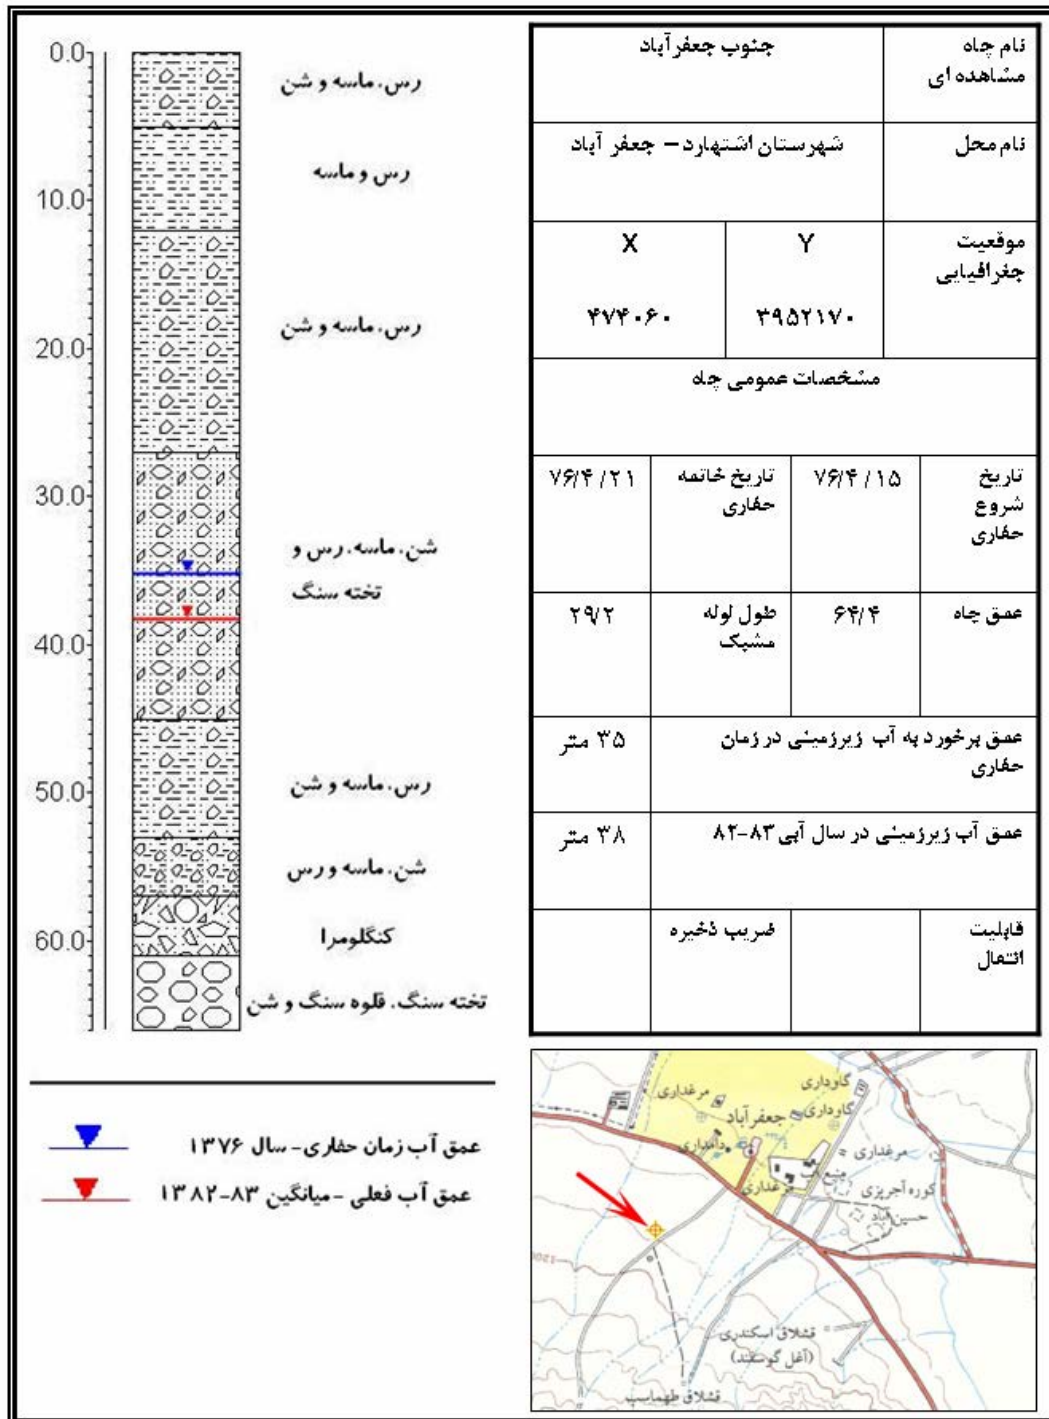 نام چاه
مشاهده ای
جنوب جعفرآباد
نام محل
شهرستان اشتهارد – جعفر آباد
موقعیت
جغرافیایی
Y
X
۳۹۵۲۱۷۰
۴۷۴۰۶۰
مشخصات عمومی چاه
تاریخ
شروع
حفاری
۷۶/۴/۱۵
تاریخ خاتمه
حفاری
۷۶/۴/۲۱
عمق چاه
۶۴/۴
طول لوله
مشبک
۲۹/۲
عمق برخورد به آب زیرزمینی در زمان
حفاری
۳۵ متر
عمق آب زیرزمینی در سال آبی ۸۳-۸۲
۳۸ متر
قابلیت
انتقال
ضریب ذخیره
0.0
10.0
20.0
30.0
40.0
50.0
60.0
رس، ماسه و شن
رس و ماسه
رس، ماسه و شن
شن، ماسه، رس و
تخته سنگ
رس، ماسه و شن
شن، ماسه و رس
کنگلومرا
تخته سنگ، قلوه سنگ و شن
عمق آب زمان حفاری- سال ۱۳۷۶
عمق آب فعلی -میانگین ۸۳-۱۳۸۲
گاوداری
مرغداری
گاوداری
جعفرآباد
دامداری
مرغداری
منبع آب
مرغداری
کوره آجرپزی
حسین آباد
قشلاق اسکندری
(آغل گوسفند)
قشلاق طهماسب